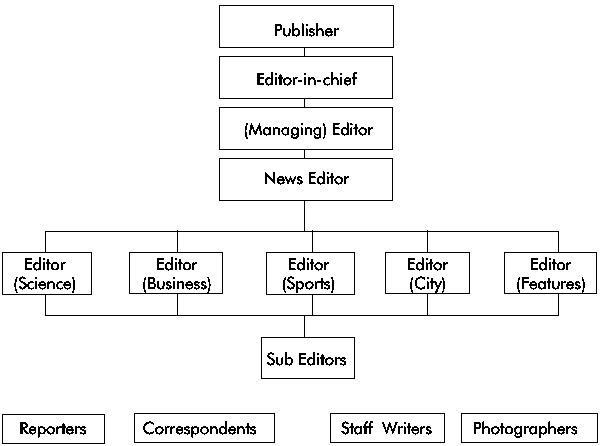 Publisher
Editor-in-chief
(Managing) Editor
News Editor
Editor
(Science)
Editor
(Business)
Editor
(Sports)
Editor
(City)
Editor
(Features)
Sub Editors
Reporters
Correspondents
Staff Writers
Photographers